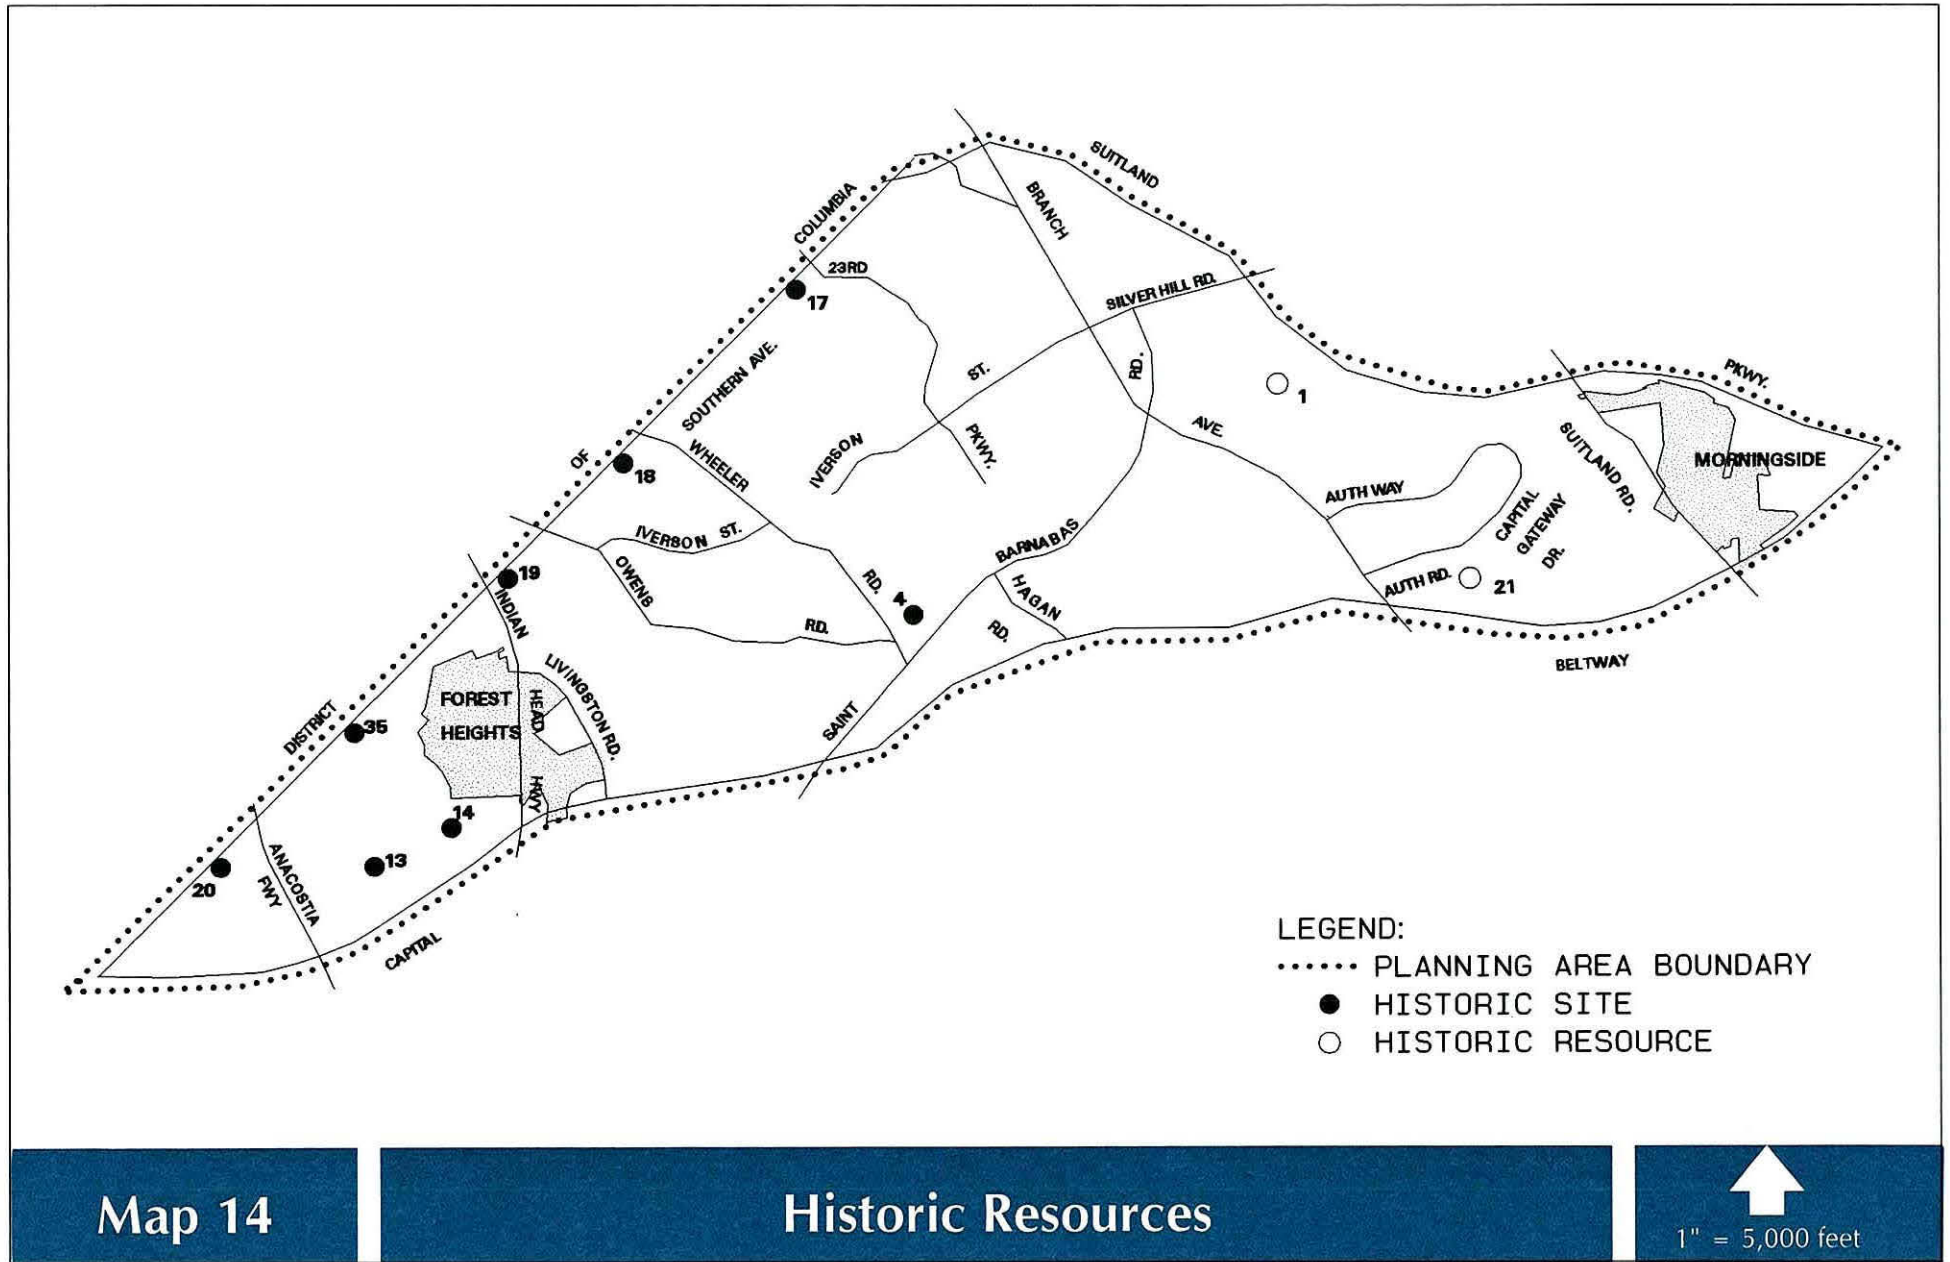 SUITLAND
COLUMBIA
BRANCH
23RD
17
SILVER HILL RD.
SOUTHERN AVE.
ST.
RD.
1
PKWY.
OF
18
WHEELER
IVERSON
PKWY.
AVE.
SUITLAND RD.
MORNINGSIDE
AUTH WAY
CAPITAL
GATEWAY
DR.
IVERSON ST.
BARNABAS
19
OWENS
RD.
4
HAGAN
RD.
AUTH RD.
21
INDIAN
RD.
BELTWAY
LIVINGSTON RD.
FOREST
HEIGHTS
HEAD
HWY
SAINT
DISTRICT
35
14
13
20
ANACOSTIA
FWY
CAPITAL
LEGEND:
PLANNING AREA BOUNDARY
HISTORIC SITE
HISTORIC RESOURCE
Map 14
Historic Resources
1" = 5,000 feet